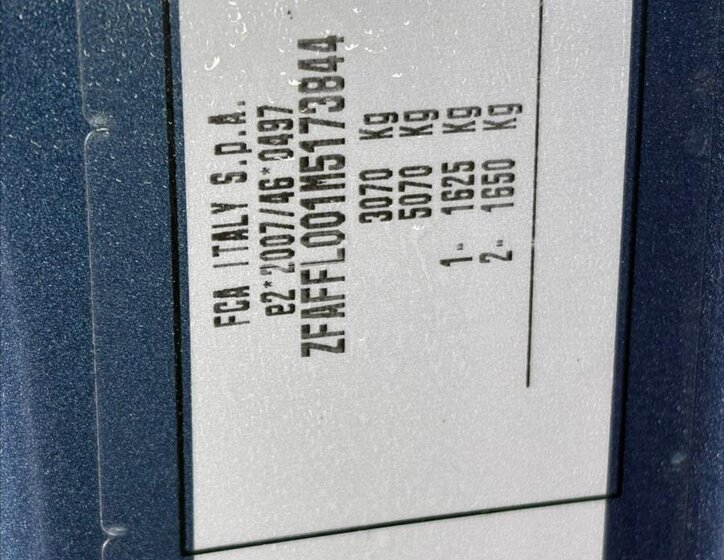 FCA ITALY S.p.A.
e2*2007/46*0497
ZFAFFL001M5173844
3070 Kg
5070 Kg
1- 1625 Kg
2- 1650 Kg